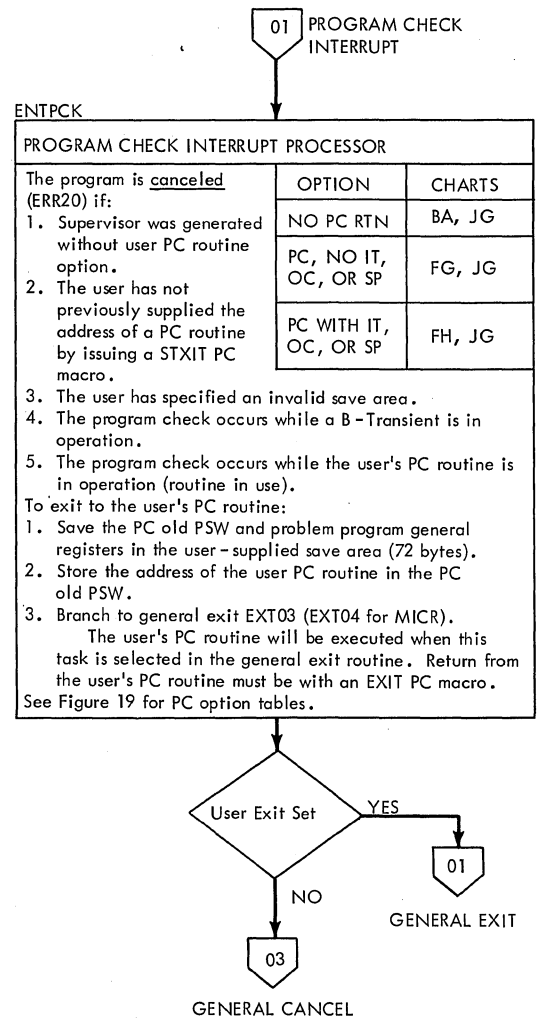 01
PROGRAM CHECK
INTERRUPT
ENTPCK
PROGRAM CHECK INTERRUPT PROCESSOR
The program is canceled
(ERR20) if:
1. Supervisor was generated
without user PC routine
option.
2. The user has not
previously supplied the
address of a PC routine
by issuing a STXIT PC
macro.
OPTION CHARTS
NO PC RTN BA, JG
PC, NO IT,
OC, OR SP
FG, JG
PC WITH IT,
OC, OR SP
FH, JG
3. The user has specified an invalid save area.
4. The program check occurs while a B-Transient is in
operation.
5. The program check occurs while the user's PC routine is
in operation (routine in use).
To exit to the user's PC routine:
1. Save the PC old PSW and problem program general
registers in the user-supplied save area (72 bytes).
2. Store the address of the user PC routine in the PC
old PSW.
3. Branch to general exit EXT03 (EXT04 for MICR).
The user's PC routine will be executed when this
task is selected in the general exit routine. Return from
the user's PC routine must be with an EXIT PC macro.
See Figure 19 for PC option tables.
User Exit Set
YES
01
GENERAL EXIT
NO
03
GENERAL CANCEL